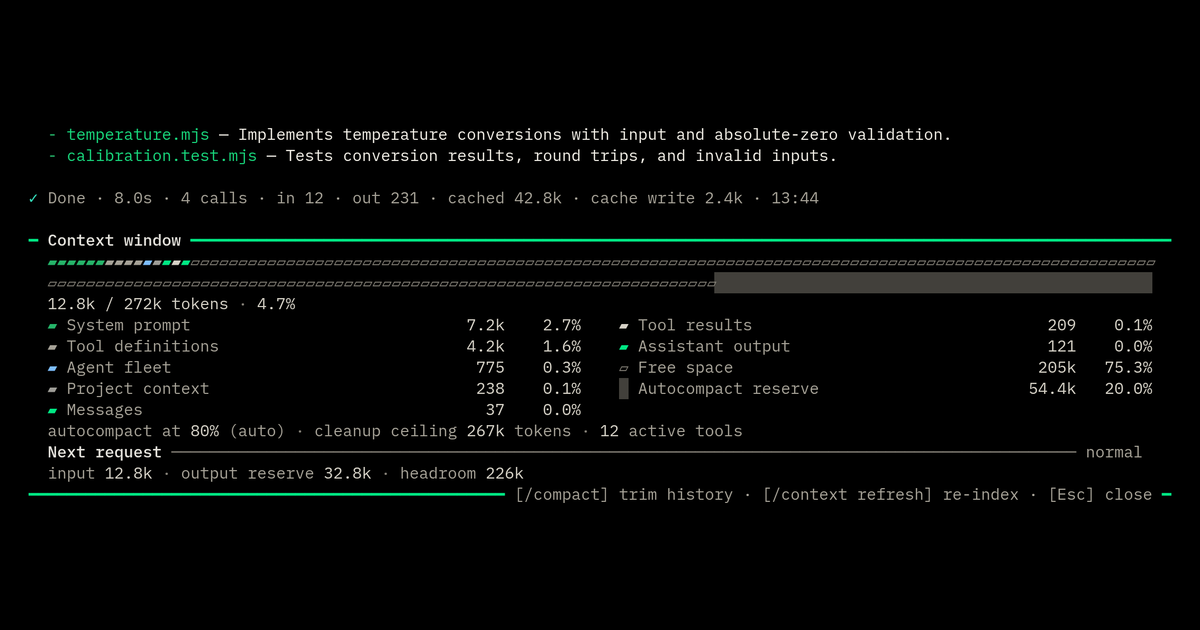 - temperature.mjs — Implements temperature conversions with input and absolute-zero validation.
- calibration.test.mjs — Tests conversion results, round trips, and invalid inputs.
✓ Done · 8.0s · 4 calls · in 12 · out 231 · cached 42.8k · cache write 2.4k · 13:44
Context window
12.8k / 272k tokens · 4.7%
System prompt 7.2k 2.7% Tool results 209 0.1%
Tool definitions 4.2k 1.6% Assistant output 121 0.0%
Agent fleet 775 0.3% Free space 205k 75.3%
Project context 238 0.1% Autocompact reserve 54.4k 20.0%
Messages 37 0.0%
autocompact at 80% (auto) · cleanup ceiling 267k tokens · 12 active tools
Next request normal
input 12.8k · output reserve 32.8k · headroom 226k
[/compact] trim history · [/context refresh] re-index · [Esc] close